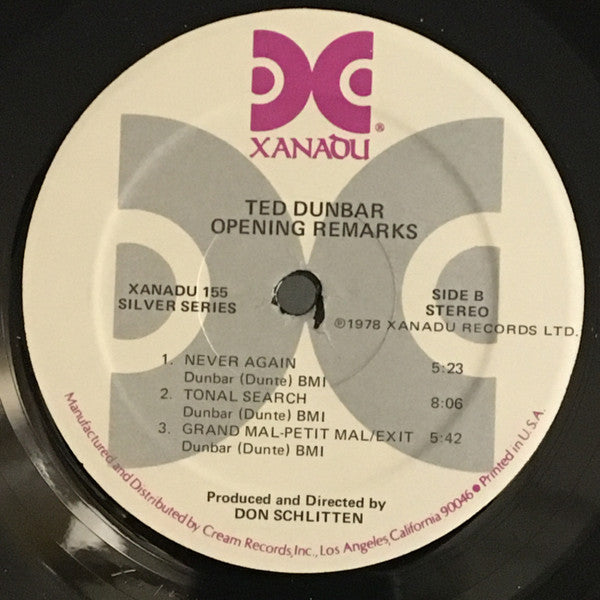 XANADU®
TED DUNBAR
OPENING REMARKS
XANADU 155
SILVER SERIES
SIDE B
STEREO
℗1978 XANADU RECORDS LTD.
1. NEVER AGAIN 5:23
Dunbar (Dunte) BMI
2. TONAL SEARCH 8:06
Dunbar (Dunte) BMI
3. GRAND MAL-PETIT MAL/EXIT 5:42
Dunbar (Dunte) BMI
Produced and Directed by
DON SCHLITTEN
Manufactured and Distributed by Cream Records, Inc., Los Angeles, California 90046 • Printed in U.S.A.